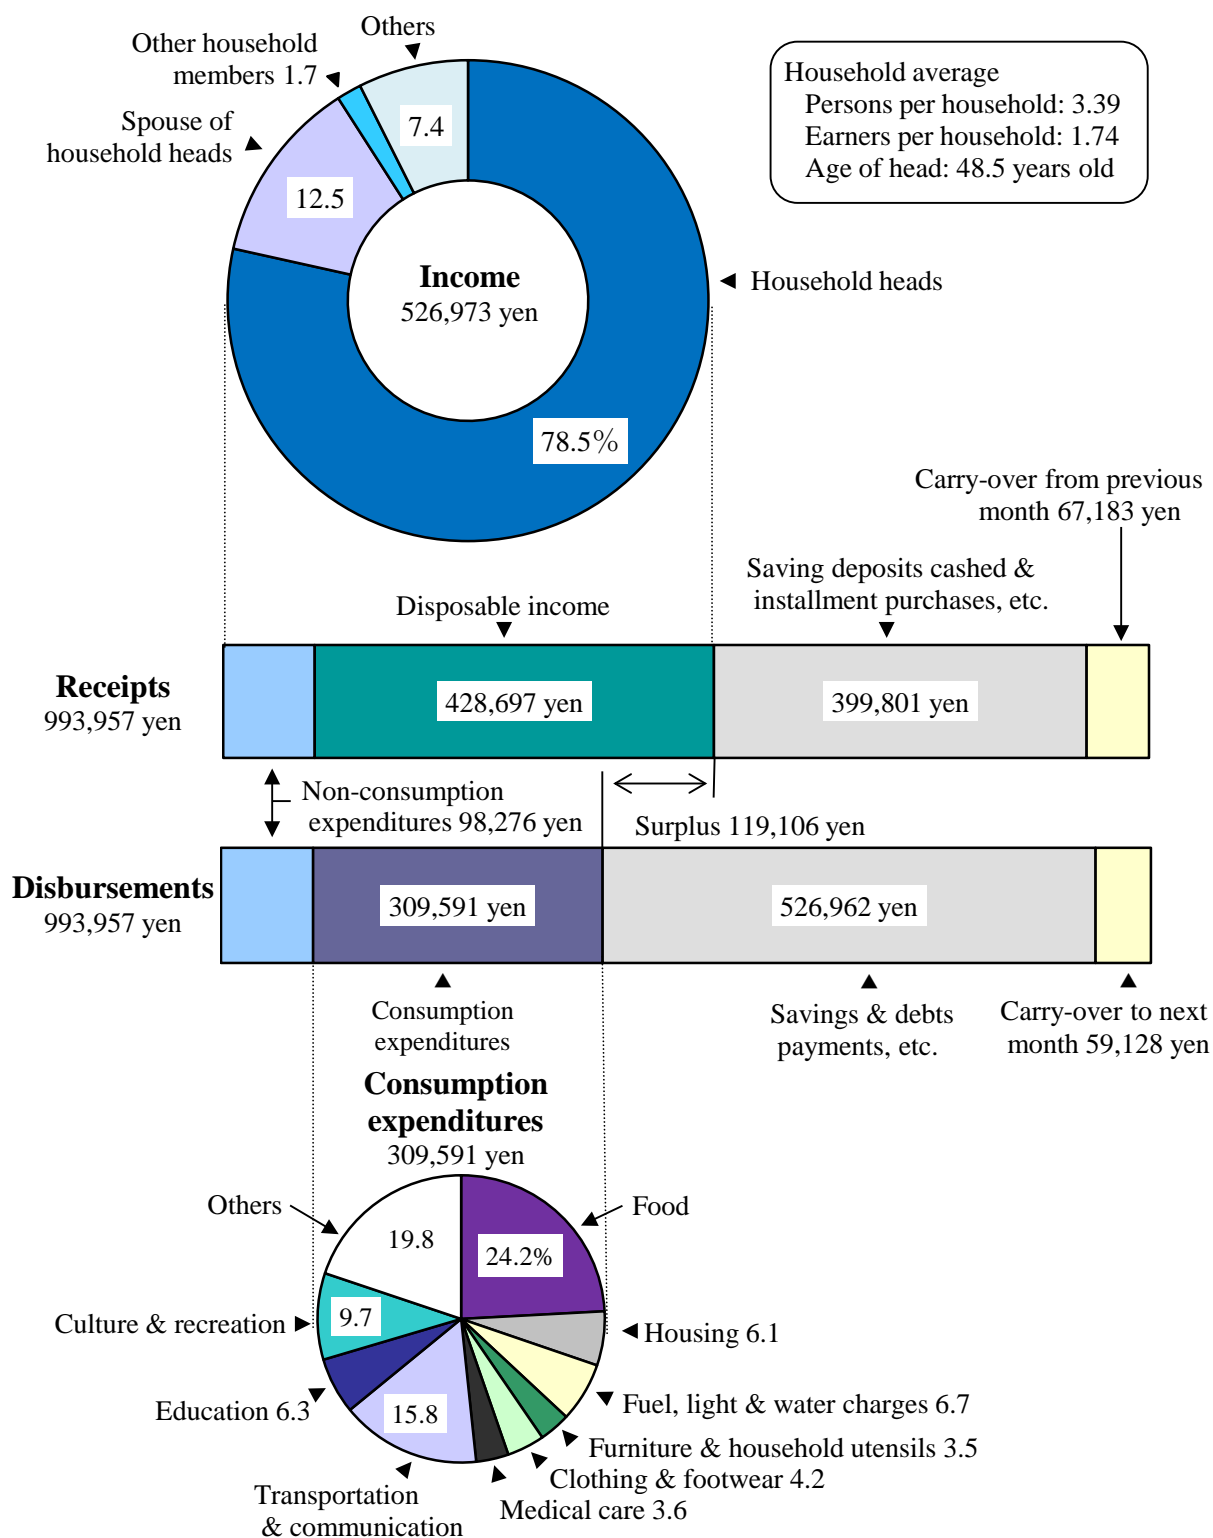 Others
Other household
members 1.7
Spouse of
household heads
7.4
12.5
Household average
Persons per household: 3.39
Earners per household: 1.74
Age of head: 48.5 years old
Income
526,973 yen
Household heads
78.5%
Carry-over from previous
month 67,183 yen
Saving deposits cashed &
installment purchases, etc.
Disposable income
Receipts
993,957 yen
428,697 yen
399,801 yen
Non-consumption
expenditures 98,276 yen
Surplus 119,106 yen
Disbursements
993,957 yen
309,591 yen
526,962 yen
Consumption
expenditures
Savings & debts
payments, etc.
Carry-over to next
month 59,128 yen
Consumption
expenditures
309,591 yen
Others
Food
19.8
24.2%
Culture & recreation
9.7
Housing 6.1
Education 6.3
15.8
Fuel, light & water charges 6.7
Furniture & household utensils 3.5
Clothing & footwear 4.2
Medical care 3.6
Transportation
& communication